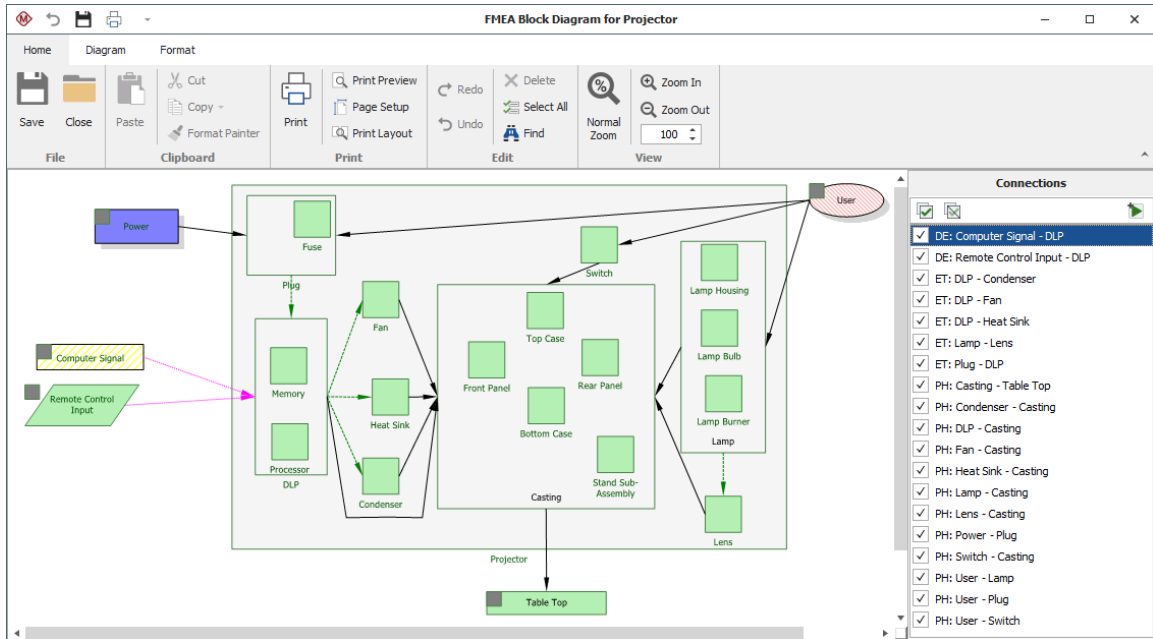 FMEA Block Diagram for Projector
Home Diagram Format
Save
Close
Paste
Cut
Copy
Format Painter
Print
Print Preview
Page Setup
Print Layout
Redo
Undo
Delete
Select All
Find
Normal
Zoom
Zoom In
Zoom Out
100
File Clipboard Print Edit View
Power
Fuse
Plug
User
Switch
Computer Signal
Remote Control
Input
Memory
Processor
DLP
Fan
Heat Sink
Condenser
Top Case
Front Panel
Rear Panel
Bottom Case
Stand Sub-
Assembly
Casting
Lamp Housing
Lamp Bulb
Lamp Burner
Lamp
Lens
Projector
Table Top
Connections
DE: Computer Signal - DLP
DE: Remote Control Input - DLP
ET: DLP - Condenser
ET: DLP - Fan
ET: DLP - Heat Sink
ET: Lamp - Lens
ET: Plug - DLP
PH: Casting - Table Top
PH: Condenser - Casting
PH: DLP - Casting
PH: Fan - Casting
PH: Heat Sink - Casting
PH: Lamp - Casting
PH: Lens - Casting
PH: Power - Plug
PH: Switch - Casting
PH: User - Lamp
PH: User - Plug
PH: User - Switch